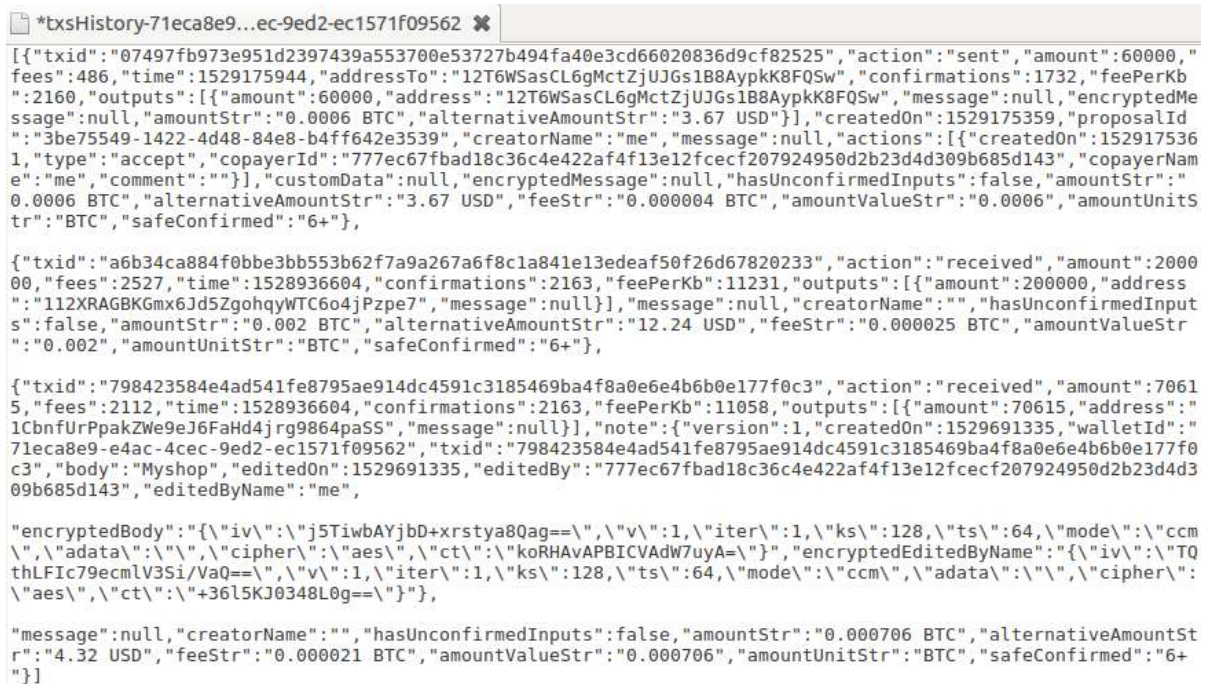 *txsHistory-71eca8e9...ec-9ed2-ec1571f09562 ✖
[{"txid":"07497fb973e951d2397439a553700e53727b494fa40e3cd66020836d9cf82525","action":"sent","amount":60000,"
fees":486,"time":1529175944,"addressTo":"12T6WSasCL6gMctZjUJGs1B8AypkK8FQSw","confirmations":1732,"feePerKb
":2160,"outputs":[{"amount":60000,"address":"12T6WSasCL6gMctZjUJGs1B8AypkK8FQSw","message":null,"encryptedMe
ssage":null,"amountStr":"0.0006 BTC","alternativeAmountStr":"3.67 USD"}],"createdOn":1529175359,"proposalId
":"3be75549-1422-4d48-84e8-b4ff642e3539","creatorName":"me","message":null,"actions":[{"createdOn":152917536
1,"type":"accept","copayerId":"777ec67fbad18c36c4e422af4f13e12fcecf207924950d2b23d4d309b685d143","copayerNam
e":"me","comment":""}],"customData":null,"encryptedMessage":null,"hasUnconfirmedInputs":false,"amountStr":"
0.0006 BTC","alternativeAmountStr":"3.67 USD","feeStr":"0.000004 BTC","amountValueStr":"0.0006","amountUnitS
tr":"BTC","safeConfirmed":"6+"},
{"txid":"a6b34ca884f0bbe3bb553b62f7a9a267a6f8c1a841e13edeaf50f26d67820233","action":"received","amount":2000
00,"fees":2527,"time":1528936604,"confirmations":2163,"feePerKb":11231,"outputs":[{"amount":200000,"address
":"112XRAGBKGmx6Jd5ZgohqyWTC6o4jPzpe7","message":null}],"message":null,"creatorName":"","hasUnconfirmedInput
s":false,"amountStr":"0.002 BTC","alternativeAmountStr":"12.24 USD","feeStr":"0.000025 BTC","amountValueStr
":"0.002","amountUnitStr":"BTC","safeConfirmed":"6+"},
{"txid":"798423584e4ad541fe8795ae914dc4591c3185469ba4f8a0e6e4b6b0e177f0c3","action":"received","amount":7061
5,"fees":2112,"time":1528936604,"confirmations":2163,"feePerKb":11058,"outputs":[{"amount":70615,"address":"
1CbnfUrPpakZWe9eJ6FaHd4jrg9864paSS","message":null}],"note":{"version":1,"createdOn":1529691335,"walletId":"
71eca8e9-e4ac-4cec-9ed2-ec1571f09562","txid":"798423584e4ad541fe8795ae914dc4591c3185469ba4f8a0e6e4b6b0e177f0
c3","body":"Myshop","editedOn":1529691335,"editedBy":"777ec67fbad18c36c4e422af4f13e12fcecf207924950d2b23d4d3
09b685d143","editedByName":"me",
"encryptedBody":"{\"iv\":\"j5TiwbAYjbD+xrstya8Qag==\",\"v\":1,\"iter\":1,\"ks\":128,\"ts\":64,\"mode\":\"ccm
\",\"adata\":\"\",\"cipher\":\"aes\",\"ct\":\"koRHAvAPBICVAdW7uyA=\"}","encryptedEditedByName":"{\"iv\":\"TQ
thLFIc79ecmlV3Si/VaQ==\",\"v\":1,\"iter\":1,\"ks\":128,\"ts\":64,\"mode\":\"ccm\",\"adata\":\"\",\"cipher\":
\"aes\",\"ct\":\"+36l5KJ0348L0g==\"}"},
"message":null,"creatorName":"","hasUnconfirmedInputs":false,"amountStr":"0.000706 BTC","alternativeAmountSt
r":"4.32 USD","feeStr":"0.000021 BTC","amountValueStr":"0.000706","amountUnitStr":"BTC","safeConfirmed":"6+
"}]